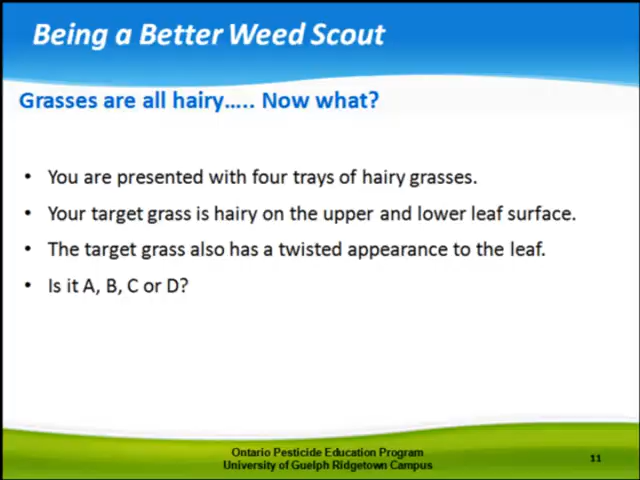 Being a Better Weed Scout
Grasses are all hairy….. Now what?
• You are presented with four trays of hairy grasses.
• Your target grass is hairy on the upper and lower leaf surface.
• The target grass also has a twisted appearance to the leaf.
• Is it A, B, C or D?
Ontario Pesticide Education Program
University of Guelph Ridgetown Campus
11